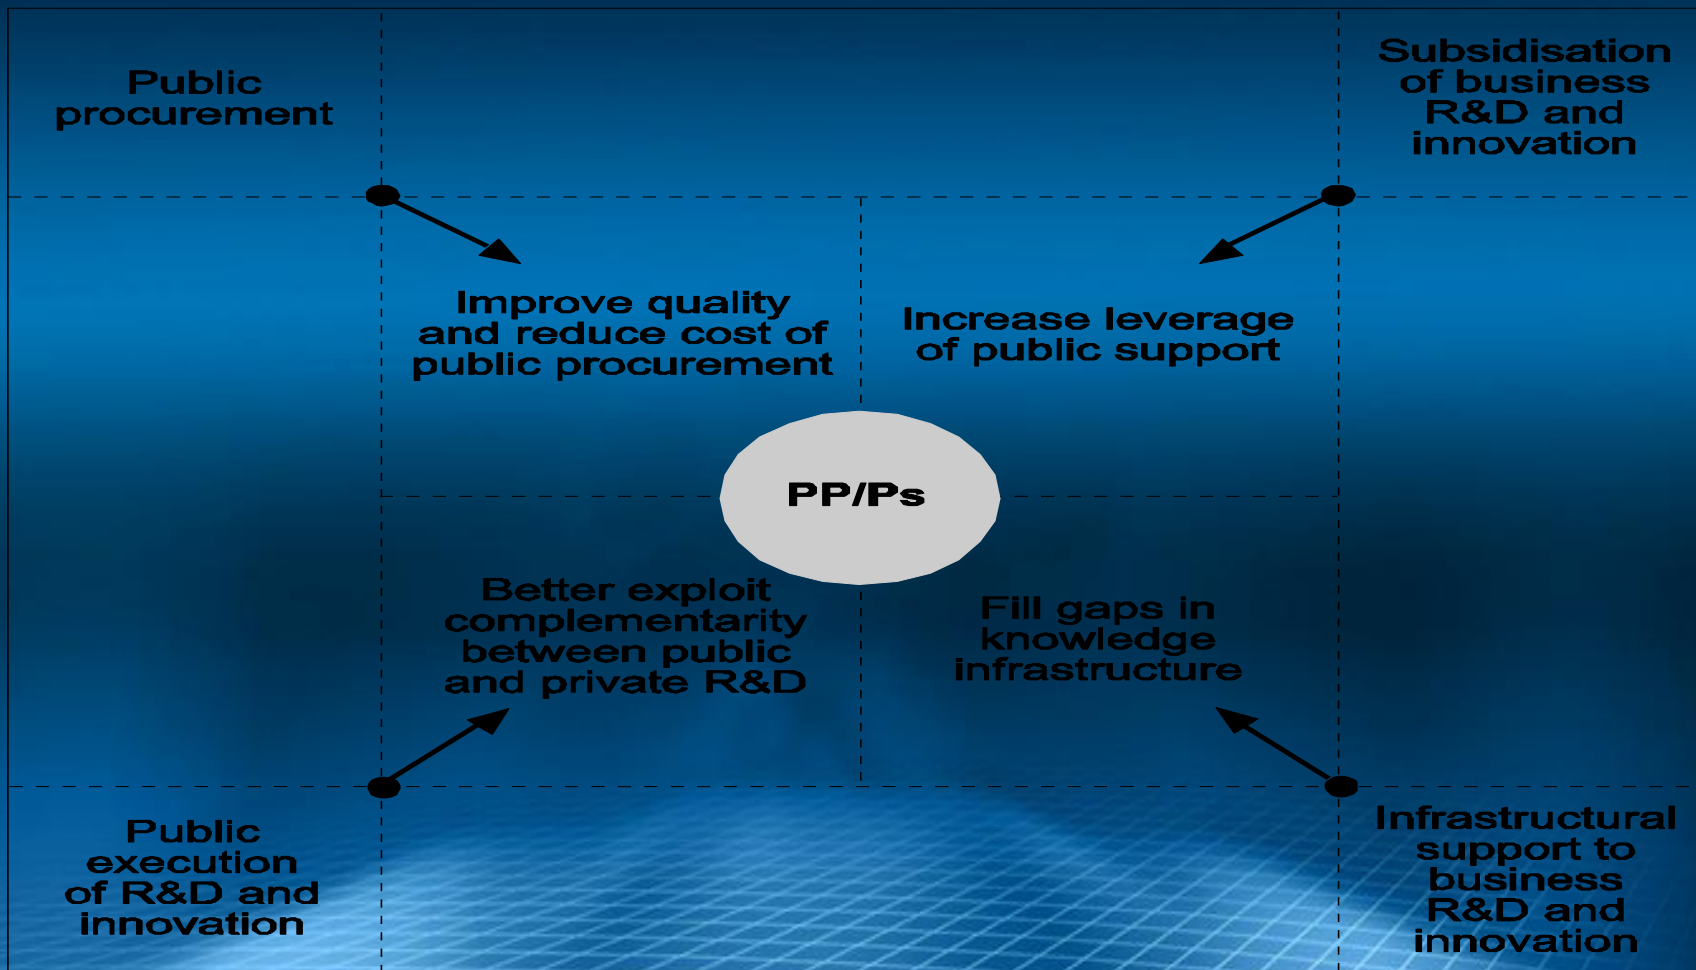 Public
procurement
Subsidisation
of business
R&D and
innovation
Improve quality
and reduce cost of
public procurement
Increase leverage
of public support
PP/Ps
Better exploit
complementarity
between public
and private R&D
Fill gaps in
knowledge
infrastructure
Public
execution
of R&D and
innovation
Infrastructural
support to
business
R&D and
innovation